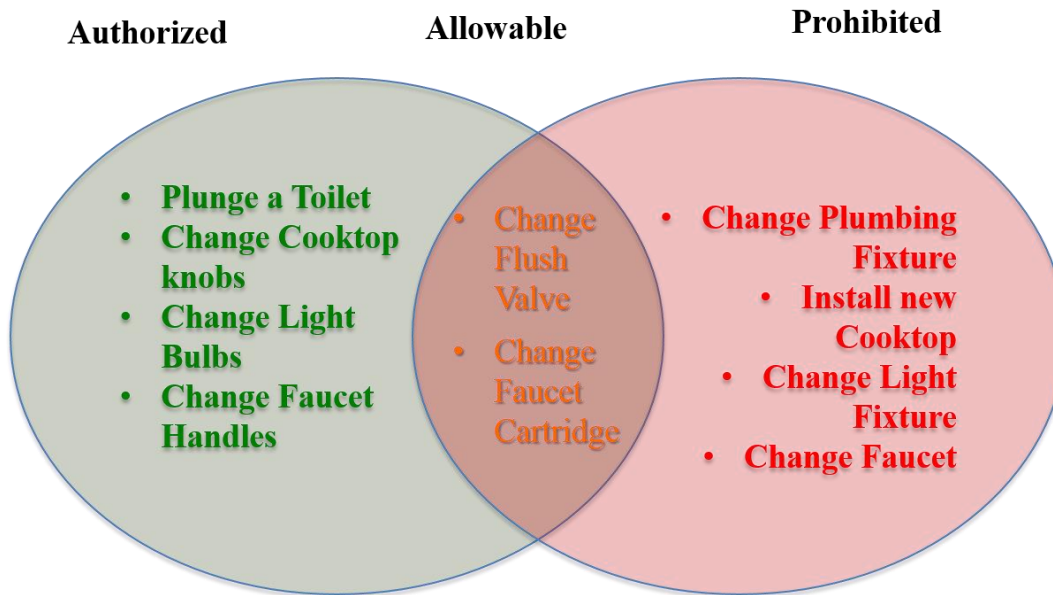 Authorized
Allowable
Prohibited
• Plunge a Toilet
• Change Cooktop
knobs
• Change Light
Bulbs
• Change Faucet
Handles
• Change
Flush
Valve
• Change
Faucet
Cartridge
• Change Plumbing
Fixture
• Install new
Cooktop
• Change Light
Fixture
• Change Faucet